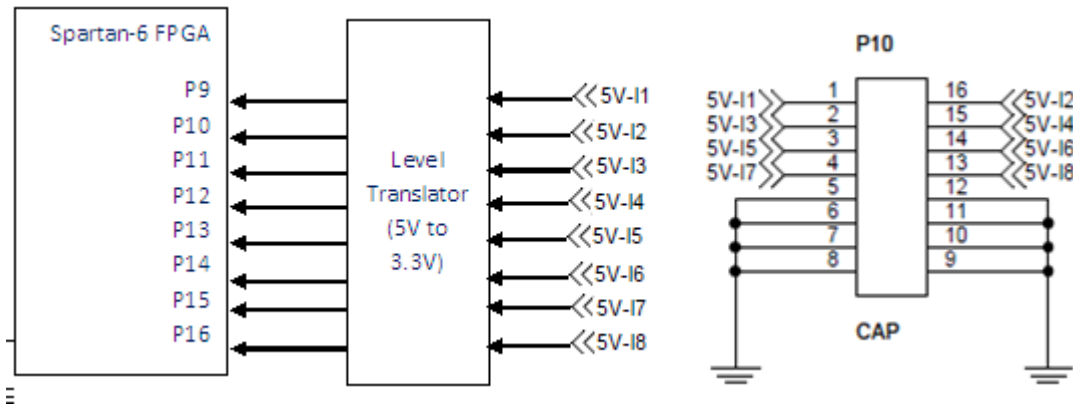 Spartan-6 FPGA
P9
P10
P11
P12
P13
P14
P15
P16
Level
Translator
(5V to
3.3V)
5V-I1
5V-I2
5V-I3
5V-I4
5V-I5
5V-I6
5V-I7
5V-I8
P10
5V-I1 1 16 5V-I2
5V-I3 2 15 5V-I4
5V-I5 3 14 5V-I6
5V-I7 4 13 5V-I8
5 12
6 11
7 10
8 9
CAP